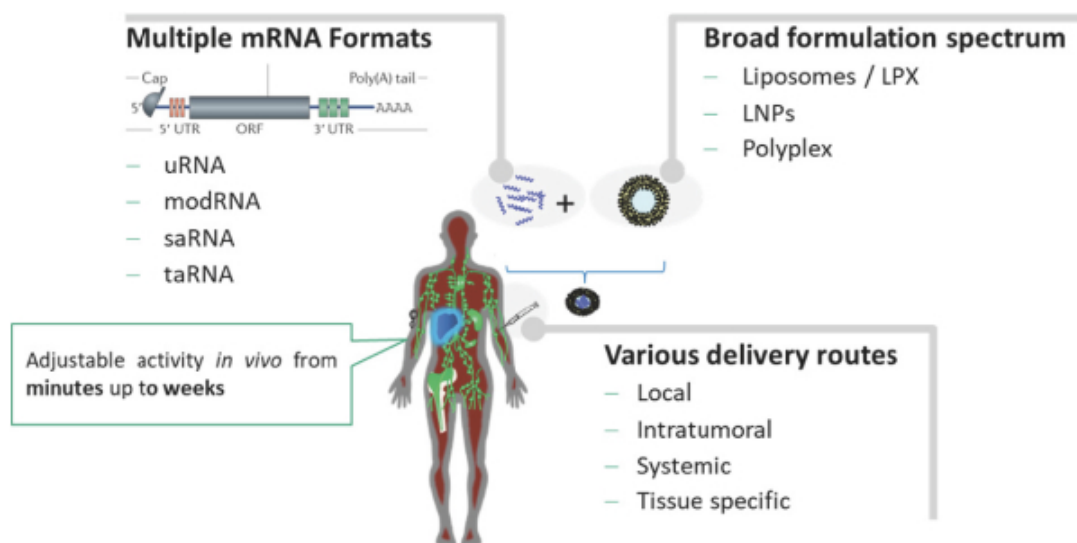 Multiple mRNA Formats
Cap
Poly(A) tail
5'
AAAA
5' UTR
ORF
3' UTR
– uRNA
– modRNA
– saRNA
– taRNA
Broad formulation spectrum
– Liposomes / LPX
– LNPs
– Polyplex
+
Adjustable activity in vivo from
minutes up to weeks
Various delivery routes
– Local
– Intratumoral
– Systemic
– Tissue specific